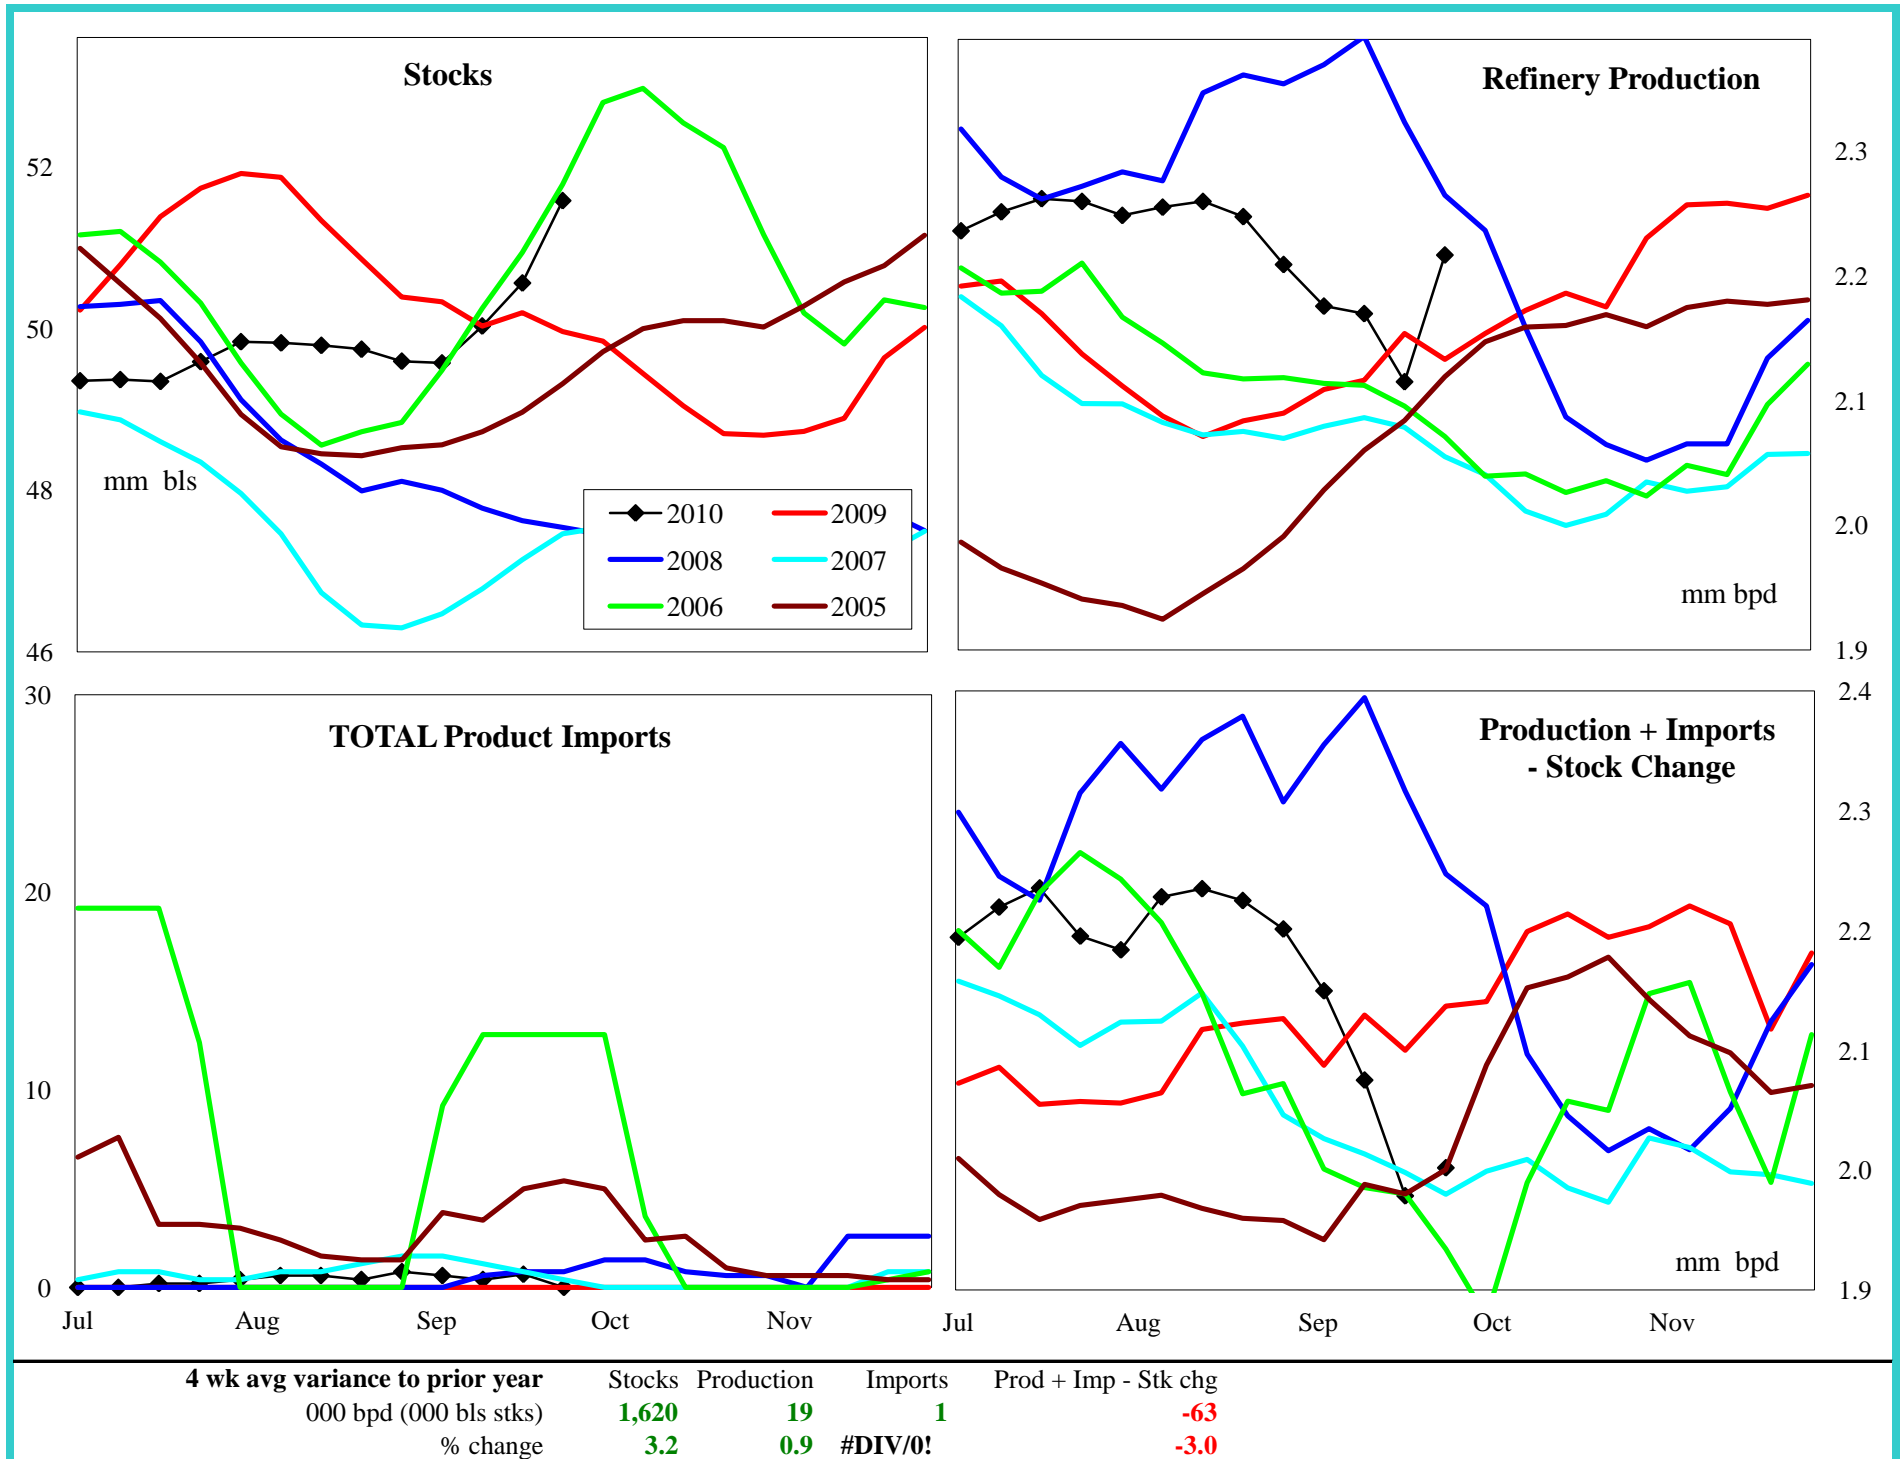 Stocks
52
50
48
46
mm bls
2010 2009
2008 2007
2006 2005
Refinery Production
2.3
2.2
2.1
2.0
1.9
mm bpd
TOTAL Product Imports
30
20
10
0
Jul Aug Sep Oct Nov
Production + Imports
- Stock Change
2.4
2.3
2.2
2.1
2.0
1.9
mm bpd
Jul Aug Sep Oct Nov
4 wk avg variance to prior year Stocks Production Imports Prod + Imp - Stk chg
000 bpd (000 bls stks) 1,620 19 1 -63
% change 3.2 0.9 #DIV/0! -3.0